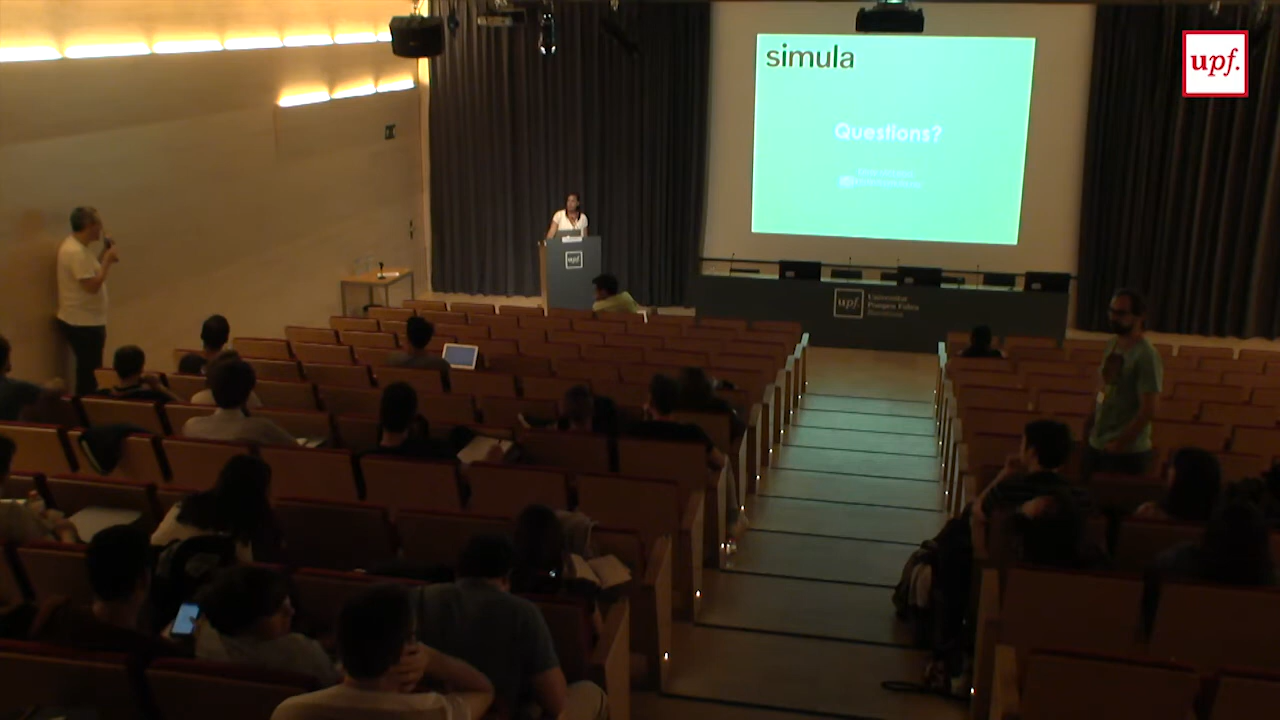 simula
Questions?
upf.
upf.
upf.
Universitat
Pompeu Fabra
Barcelona